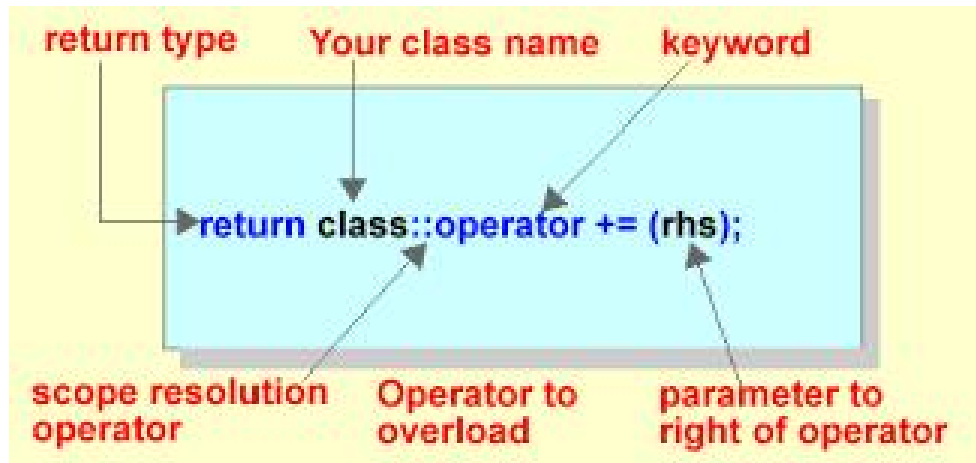 return type Your class name keyword
return class::operator += (rhs);
scope resolution operator
Operator to overload
parameter to right of operator